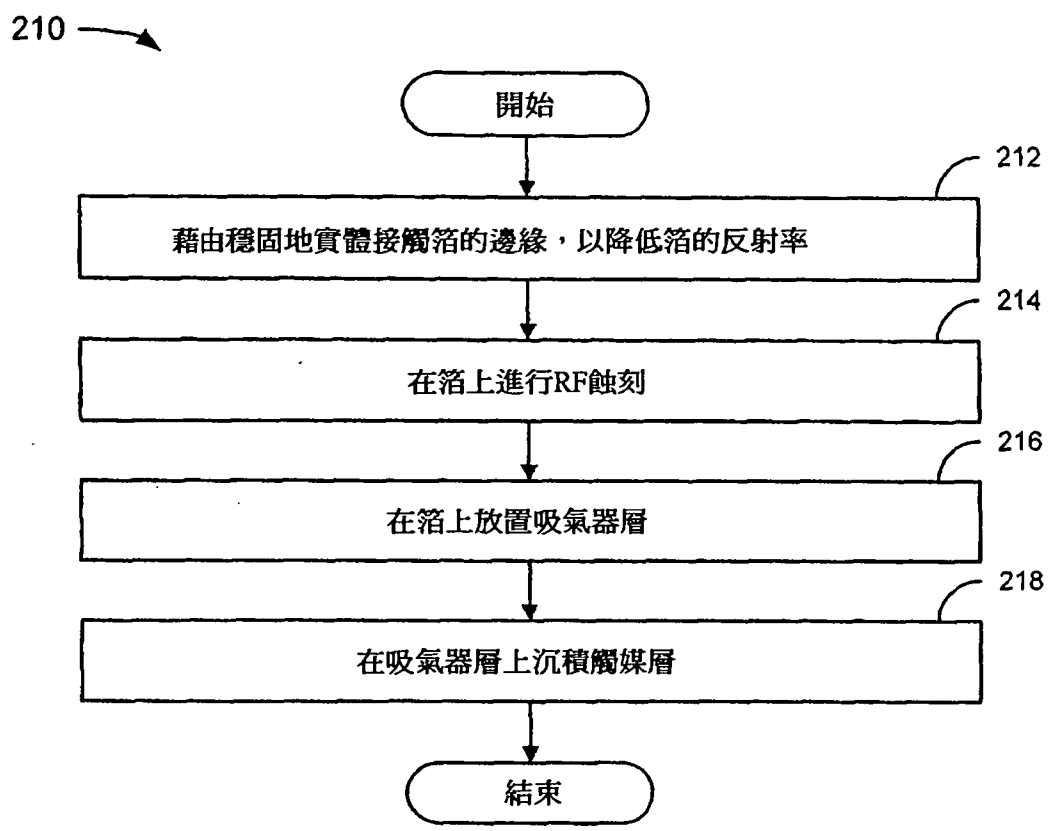 210
開始
212
藉由穩固地實體接觸箔的邊緣，以降低箔的反射率
214
在箔上進行RF蝕刻
216
在箔上放置吸氣器層
218
在吸氣器層上沉積觸媒層
結束